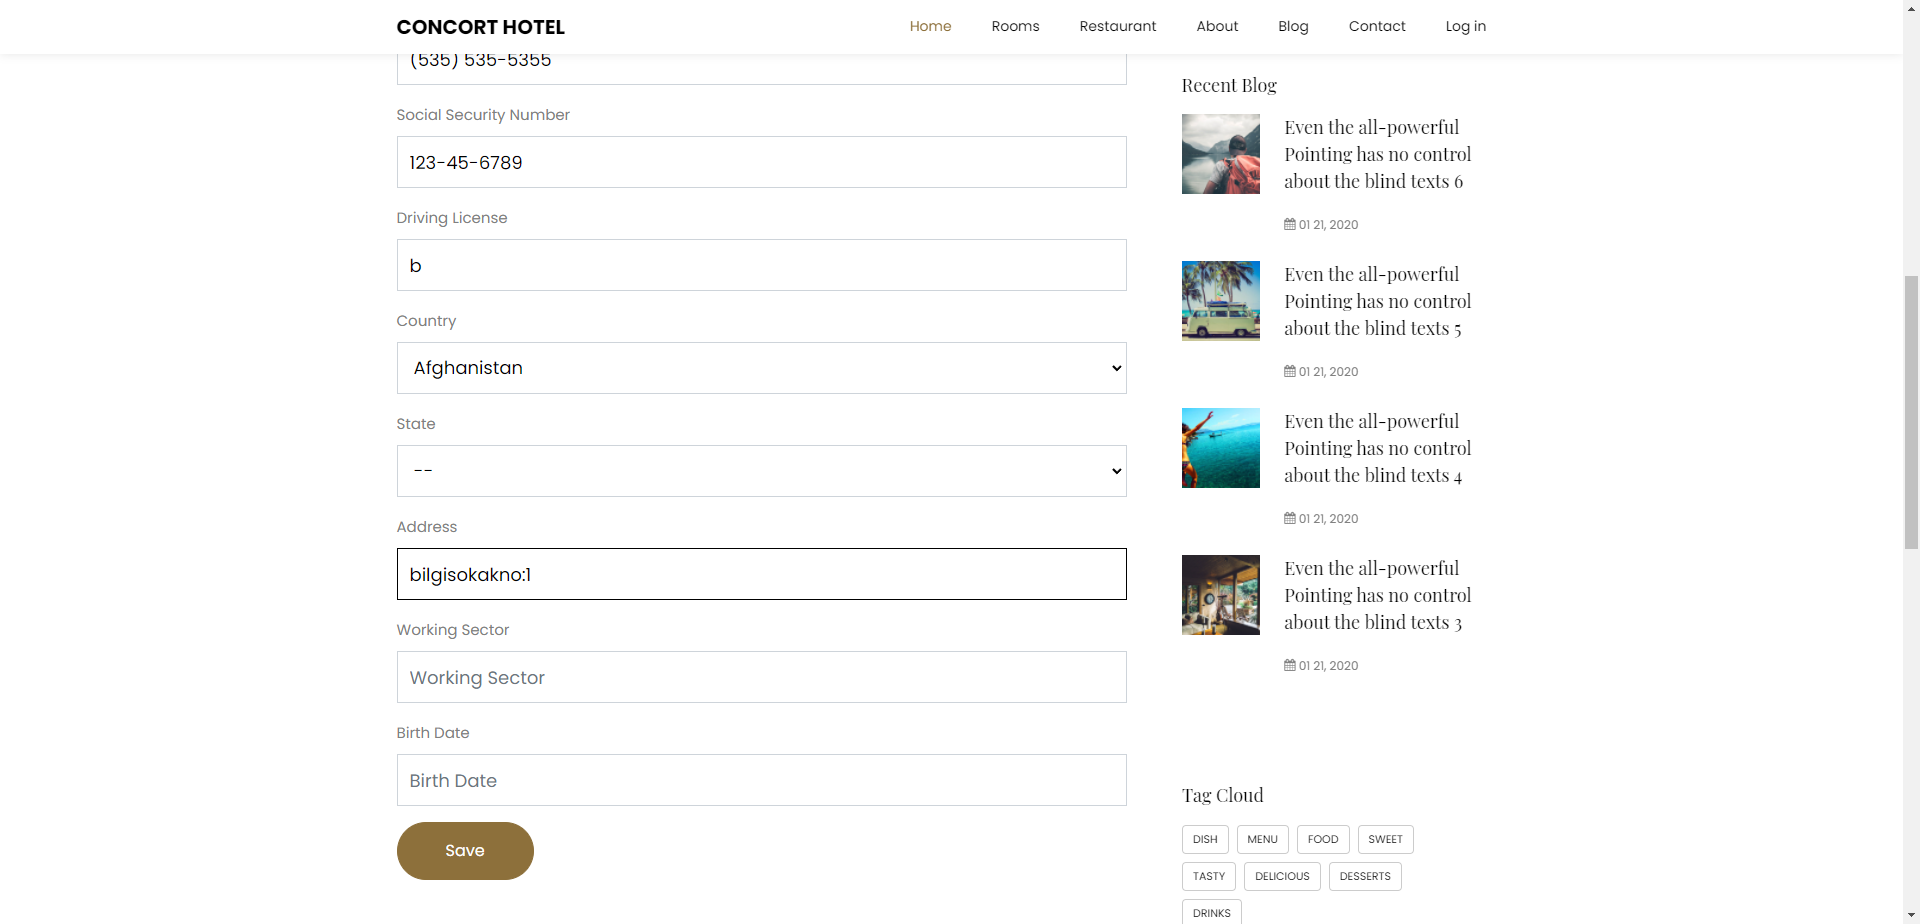 CONCORT HOTEL
Home
Rooms
Restaurant
About
Blog
Contact
Log in
(535) 535-5355
Social Security Number
123-45-6789
Driving License
b
Country
Afghanistan
State
--
Address
bilgisokakno:1
Working Sector
Working Sector
Birth Date
Birth Date
Save
Recent Blog
Even the all-powerful
Pointing has no control
about the blind texts 6
01 21, 2020
Even the all-powerful
Pointing has no control
about the blind texts 5
01 21, 2020
Even the all-powerful
Pointing has no control
about the blind texts 4
01 21, 2020
Even the all-powerful
Pointing has no control
about the blind texts 3
01 21, 2020
Tag Cloud
DISH
MENU
FOOD
SWEET
TASTY
DELICIOUS
DESSERTS
DRINKS